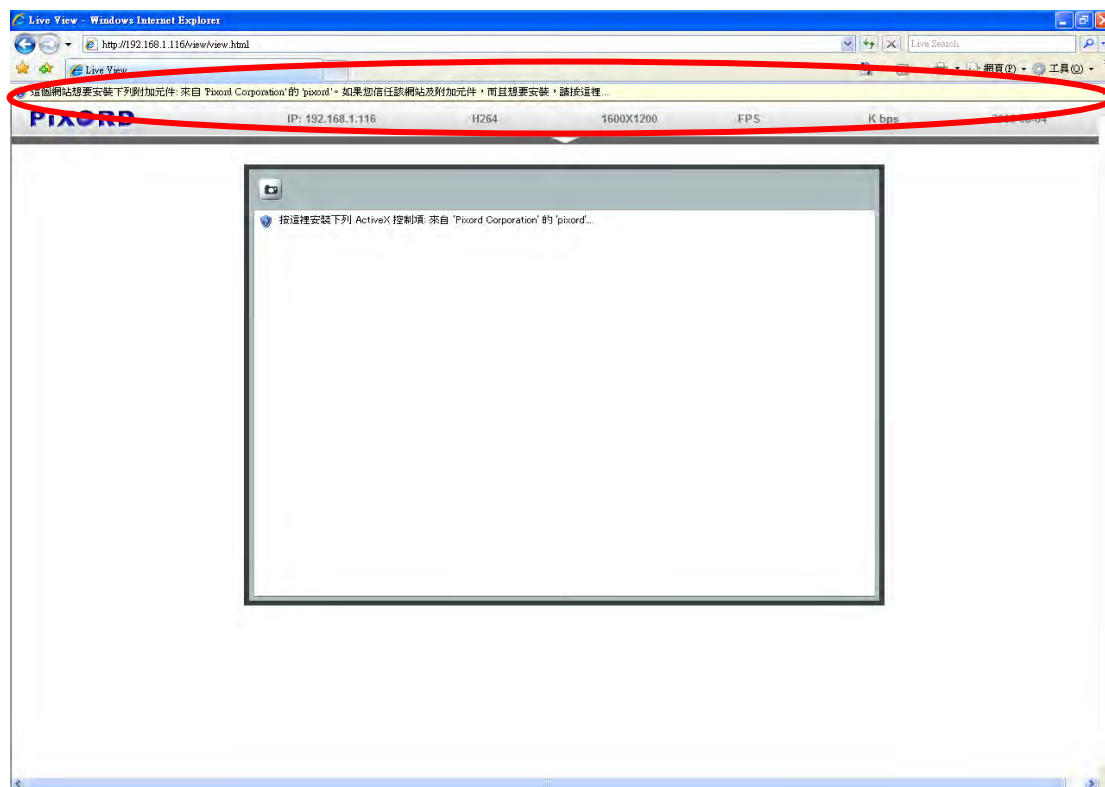 Live View - Windows Internet Explorer
http://192.168.1.116/view/view.html
Live Search
Live View
網頁(P)
工具(O)
這個網站想要安裝下列附加元件: 來自 'Pixord Corporation' 的 'pixord'。如果您信任該網站及附加元件，而且想要安裝，請按這裡...
PiXORD
IP: 192.168.1.116 H264 1600X1200 FPS K bps
按這裡安裝下列 ActiveX 控制項: 來自 'Pixord Corporation' 的 'pixord'...